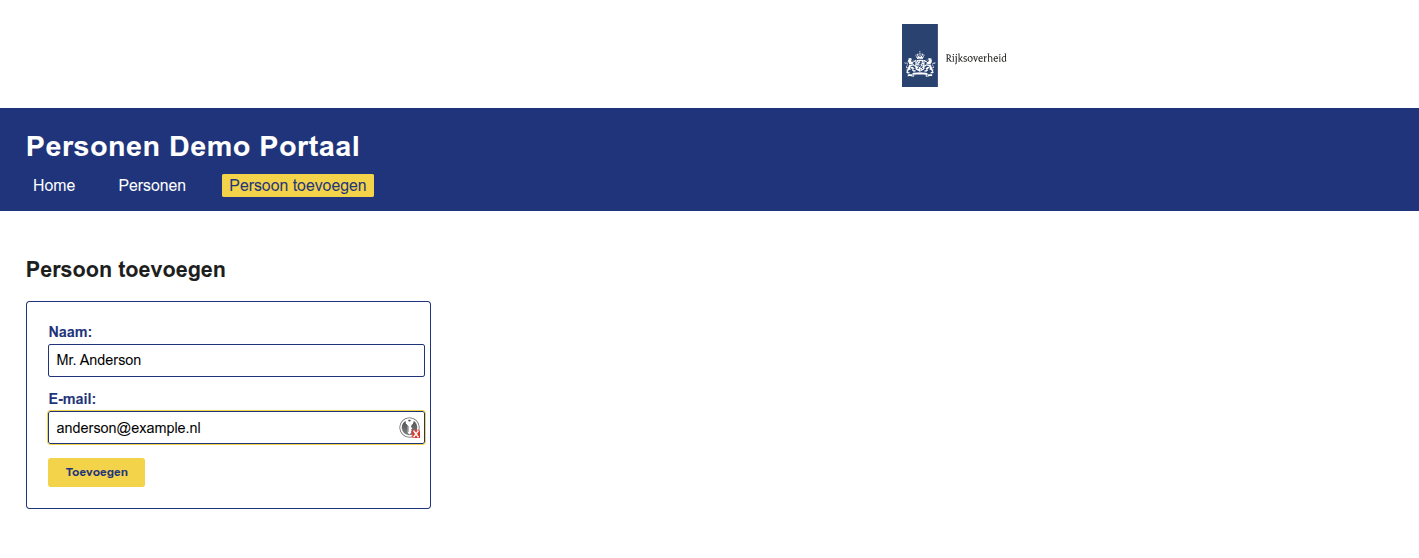 Rijksoverheid
Personen Demo Portaal
Home Personen Persoon toevoegen
Persoon toevoegen
Naam:
Mr. Anderson
E-mail:
anderson@example.nl
Toevoegen